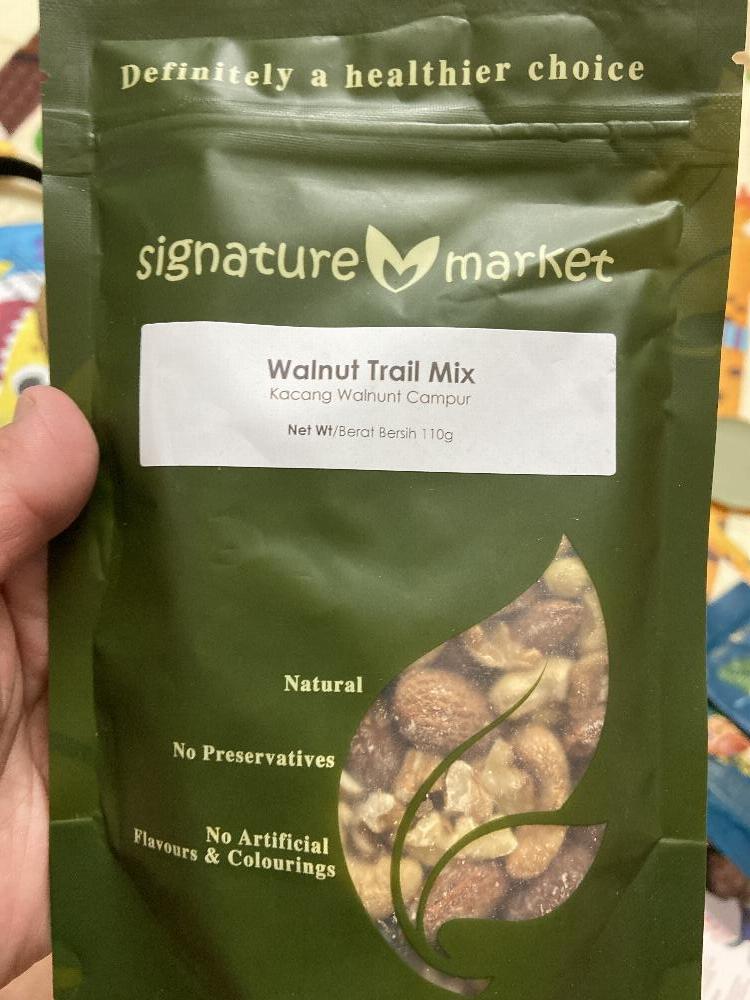 Definitely a healthier choice
signature market
Walnut Trail Mix
Kacang Walnunt Campur
Net Wt/Berat Bersih 110g
Natural
No Preservatives
No Artificial
Flavours & Colourings